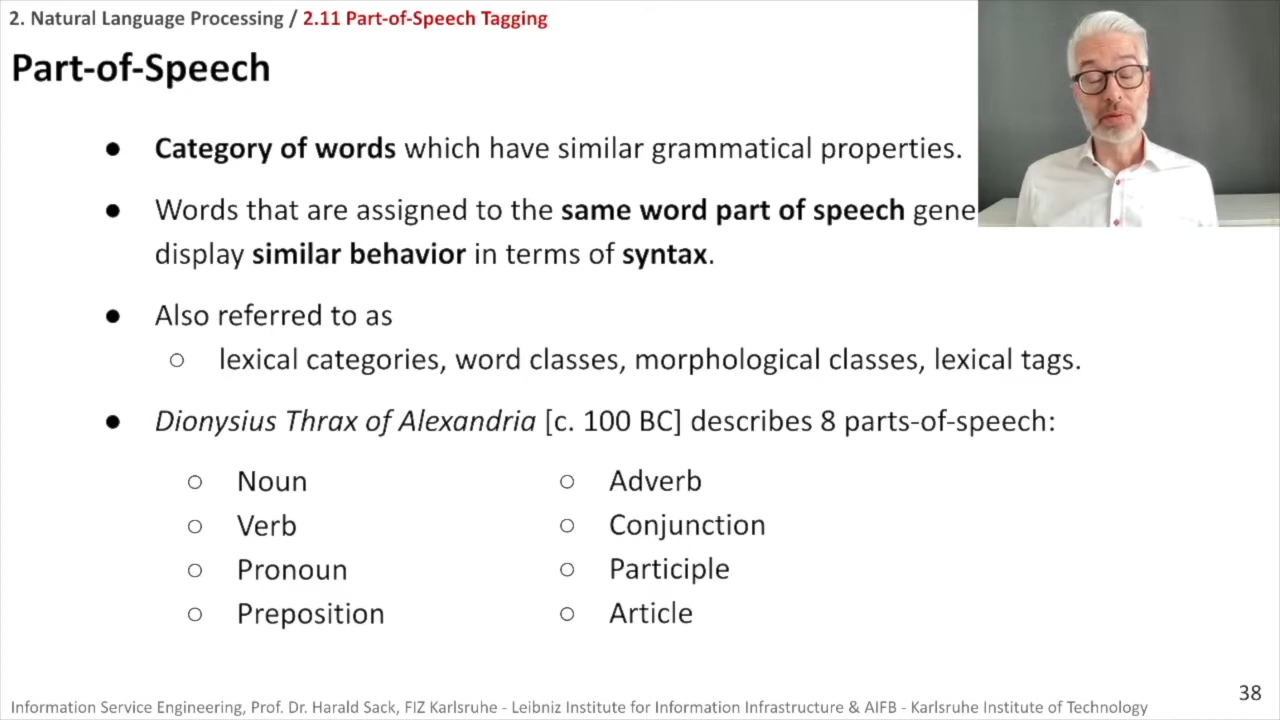 2. Natural Language Processing / 2.11 Part-of-Speech Tagging
Part-of-Speech
● Category of words which have similar grammatical properties.
● Words that are assigned to the same word part of speech gene
display similar behavior in terms of syntax.
● Also referred to as
○ lexical categories, word classes, morphological classes, lexical tags.
● Dionysius Thrax of Alexandria [c. 100 BC] describes 8 parts-of-speech:
○ Noun
○ Verb
○ Pronoun
○ Preposition
○ Adverb
○ Conjunction
○ Participle
○ Article
38
Information Service Engineering, Prof. Dr. Harald Sack, FIZ Karlsruhe - Leibniz Institute for Information Infrastructure & AIFB - Karlsruhe Institute of Technology